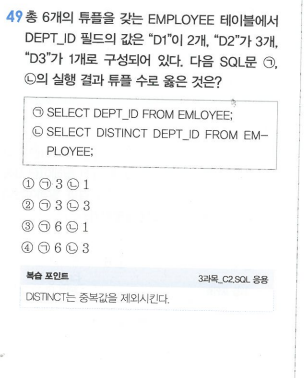 49 총 6개의 튜플을 갖는 EMPLOYEE 테이블에서
DEPT_ID 필드의 값은 “D1”이 2개, “D2”가 3개,
“D3”가 1개로 구성되어 있다. 다음 SQL문 ㉠,
㉡의 실행 결과 튜플 수로 옳은 것은?
㉠ SELECT DEPT_ID FROM EMLOYEE;
㉡ SELECT DISTINCT DEPT_ID FROM EM-
PLOYEE;
① ㉠ 3 ㉡ 1
② ㉠ 3 ㉡ 3
③ ㉠ 6 ㉡ 1
④ ㉠ 6 ㉡ 3
복습 포인트 3과목_C2.SQL 응용
DISTINCT는 중복값을 제외시킨다.